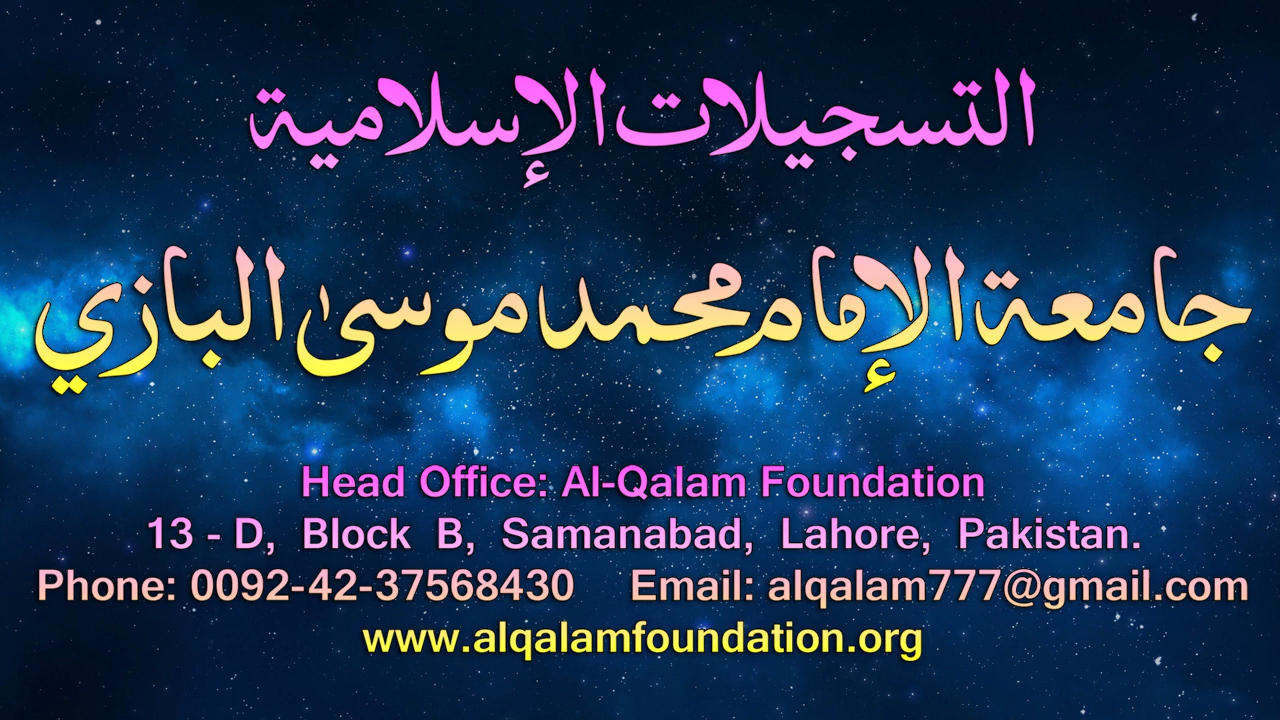 التسجيلات الإسلامية
جامعة الإمام محمد موسىٰ البازي
Head Office: Al-Qalam Foundation
13 - D, Block B, Samanabad, Lahore, Pakistan.
Phone: 0092-42-37568430 Email: alqalam777@gmail.com
www.alqalamfoundation.org